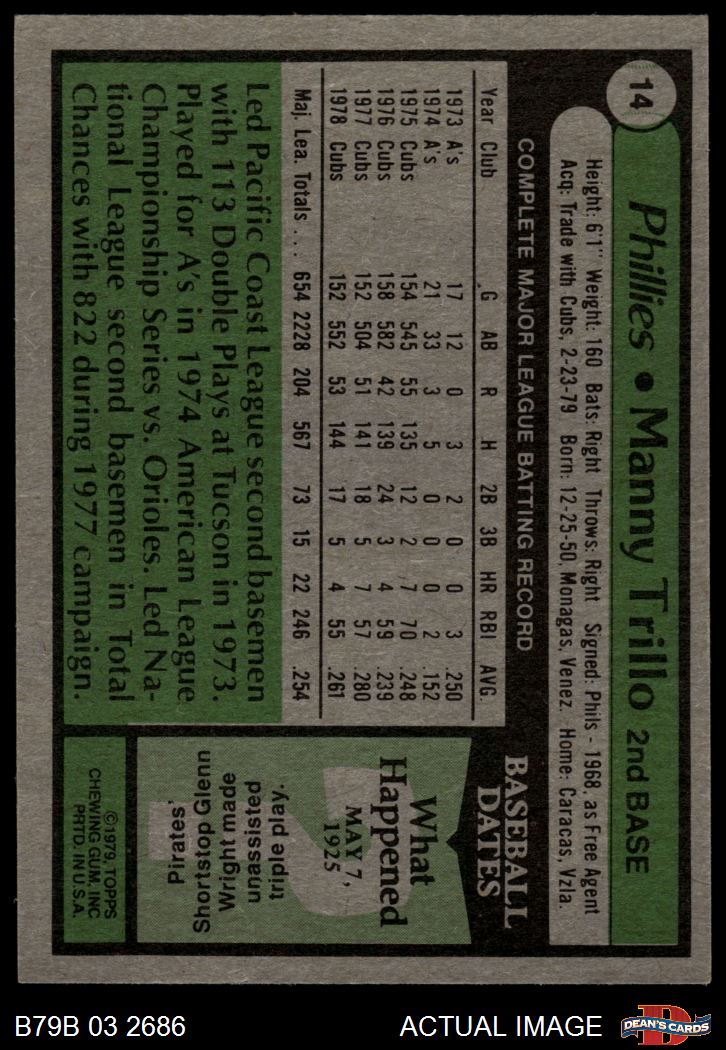 14
Phillies • Manny Trillo 2nd BASE
Height: 6'1" Weight: 160 Bats: Right Throws: Right Signed: Phils - 1968, as Free Agent
Acq: Trade with Cubs, 2-23-79 Born: 12-25-50, Monagas, Venez. Home: Caracas, Vzla.
COMPLETE MAJOR LEAGUE BATTING RECORD
Year Club G AB R H 2B 3B HR RBI AVG.
1973 A's 17 12 0 3 2 0 0 3 .250
1974 A's 21 33 3 5 0 0 0 2 .152
1975 Cubs 154 545 55 135 12 2 7 70 .248
1976 Cubs 158 582 42 139 24 3 4 59 .239
1977 Cubs 152 504 51 141 18 5 7 57 .280
1978 Cubs 152 552 53 144 17 5 4 55 .261
Maj. Lea. Totals . . . 654 2228 204 567 73 15 22 246 .254
Led Pacific Coast League second basemen
with 113 Double Plays at Tucson in 1973.
Played for A's in 1974 American League
Championship Series vs. Orioles. Led Na-
tional League second basemen in Total
Chances with 822 during 1977 campaign.
BASEBALL
DATES
What
Happened
MAY 7,
1925
Pirates'
Shortstop Glenn
Wright made
unassisted
triple play.
©1979, TOPPS
CHEWING GUM, INC
PRTD. IN U.S.A.
B79B 03 2686
ACTUAL IMAGE
D
DEAN'S CARDS